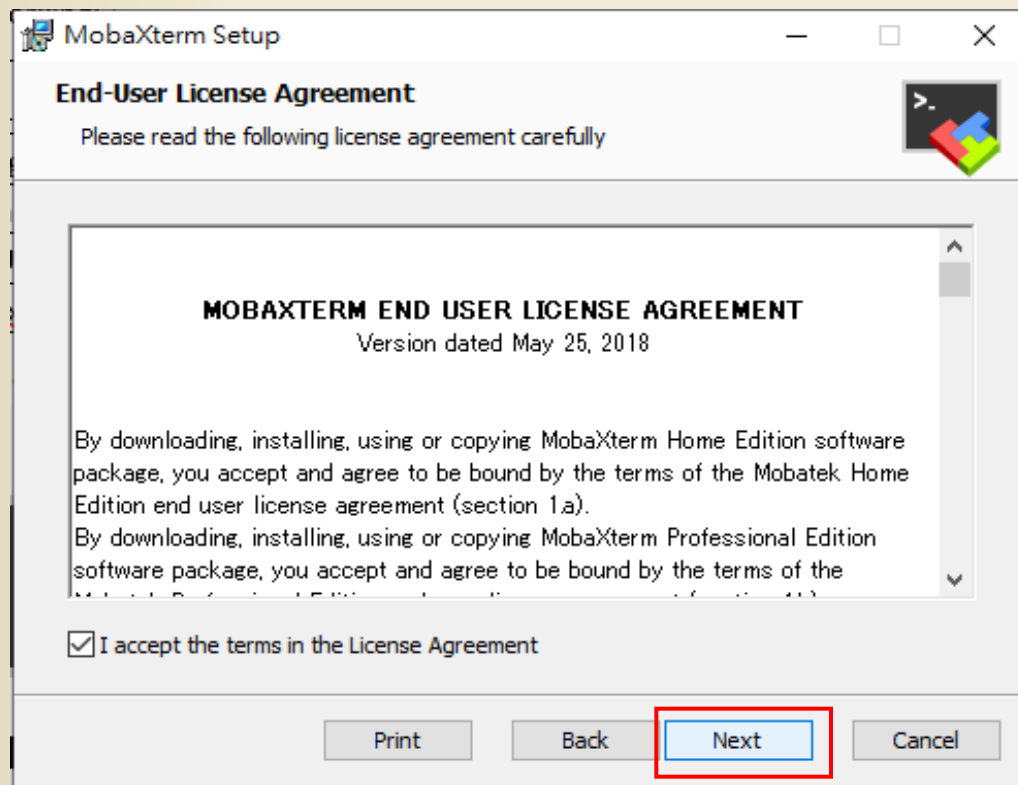 MobaXterm Setup
End-User License Agreement
Please read the following license agreement carefully
>.
MOBAXTERM END USER LICENSE AGREEMENT
Version dated May 25, 2018
By downloading, installing, using or copying MobaXterm Home Edition software
package, you accept and agree to be bound by the terms of the Mobatek Home
Edition end user license agreement (section 1.a).
By downloading, installing, using or copying MobaXterm Professional Edition
software package, you accept and agree to be bound by the terms of the
I accept the terms in the License Agreement
Print
Back
Next
Cancel